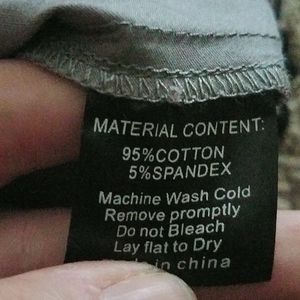 MATERIAL CONTENT:
95%COTTON
5%SPANDEX
Machine Wash Cold
Remove promptly
Do not Bleach
Lay flat to Dry
in china